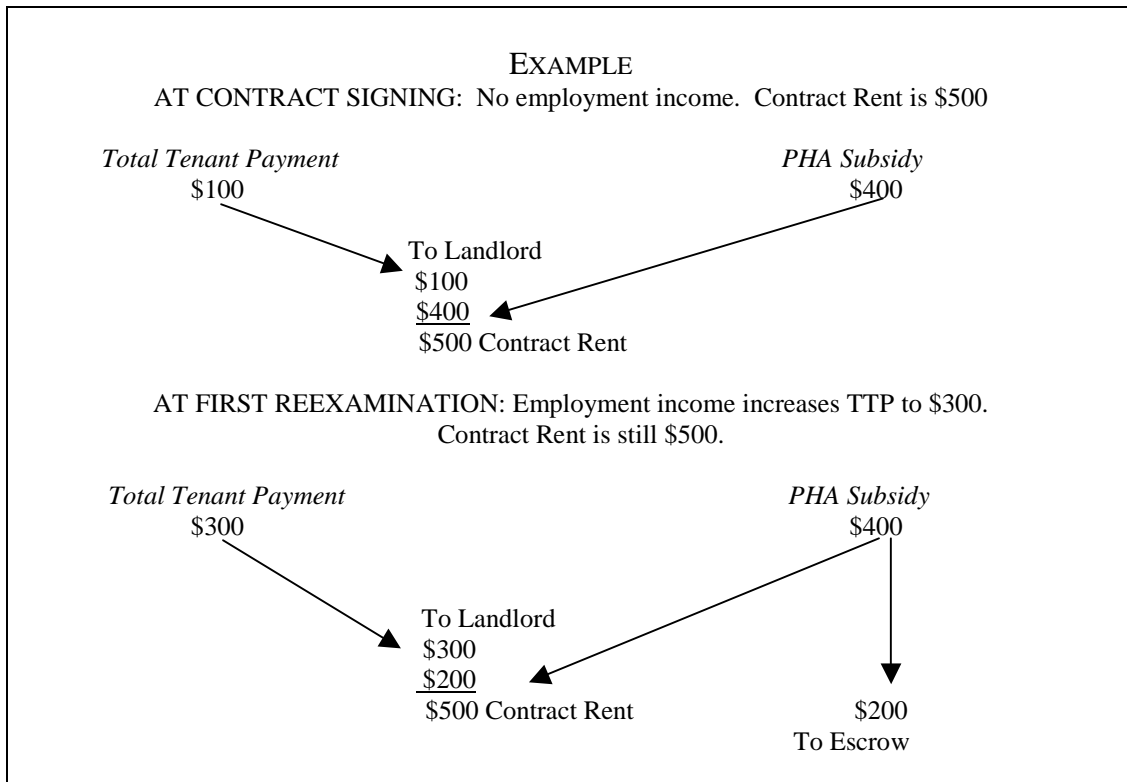 EXAMPLE
AT CONTRACT SIGNING: No employment income. Contract Rent is $500
Total Tenant Payment PHA Subsidy
$100 $400
To Landlord
$100
$400
$500 Contract Rent
AT FIRST REEXAMINATION: Employment income increases TTP to $300.
Contract Rent is still $500.
Total Tenant Payment PHA Subsidy
$300 $400
To Landlord
$300
$200
$500 Contract Rent $200
To Escrow